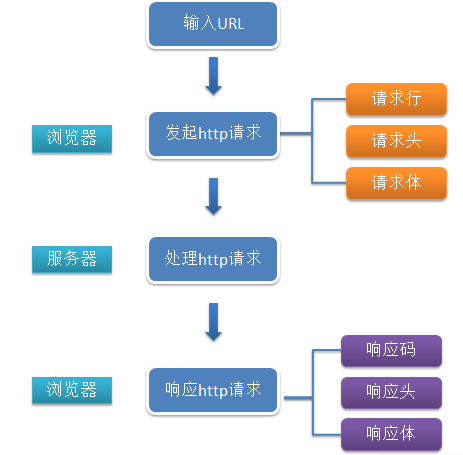 输入URL
浏览器
发起http请求
请求行
请求头
请求体
服务器
处理http请求
浏览器
响应http请求
响应码
响应头
响应体